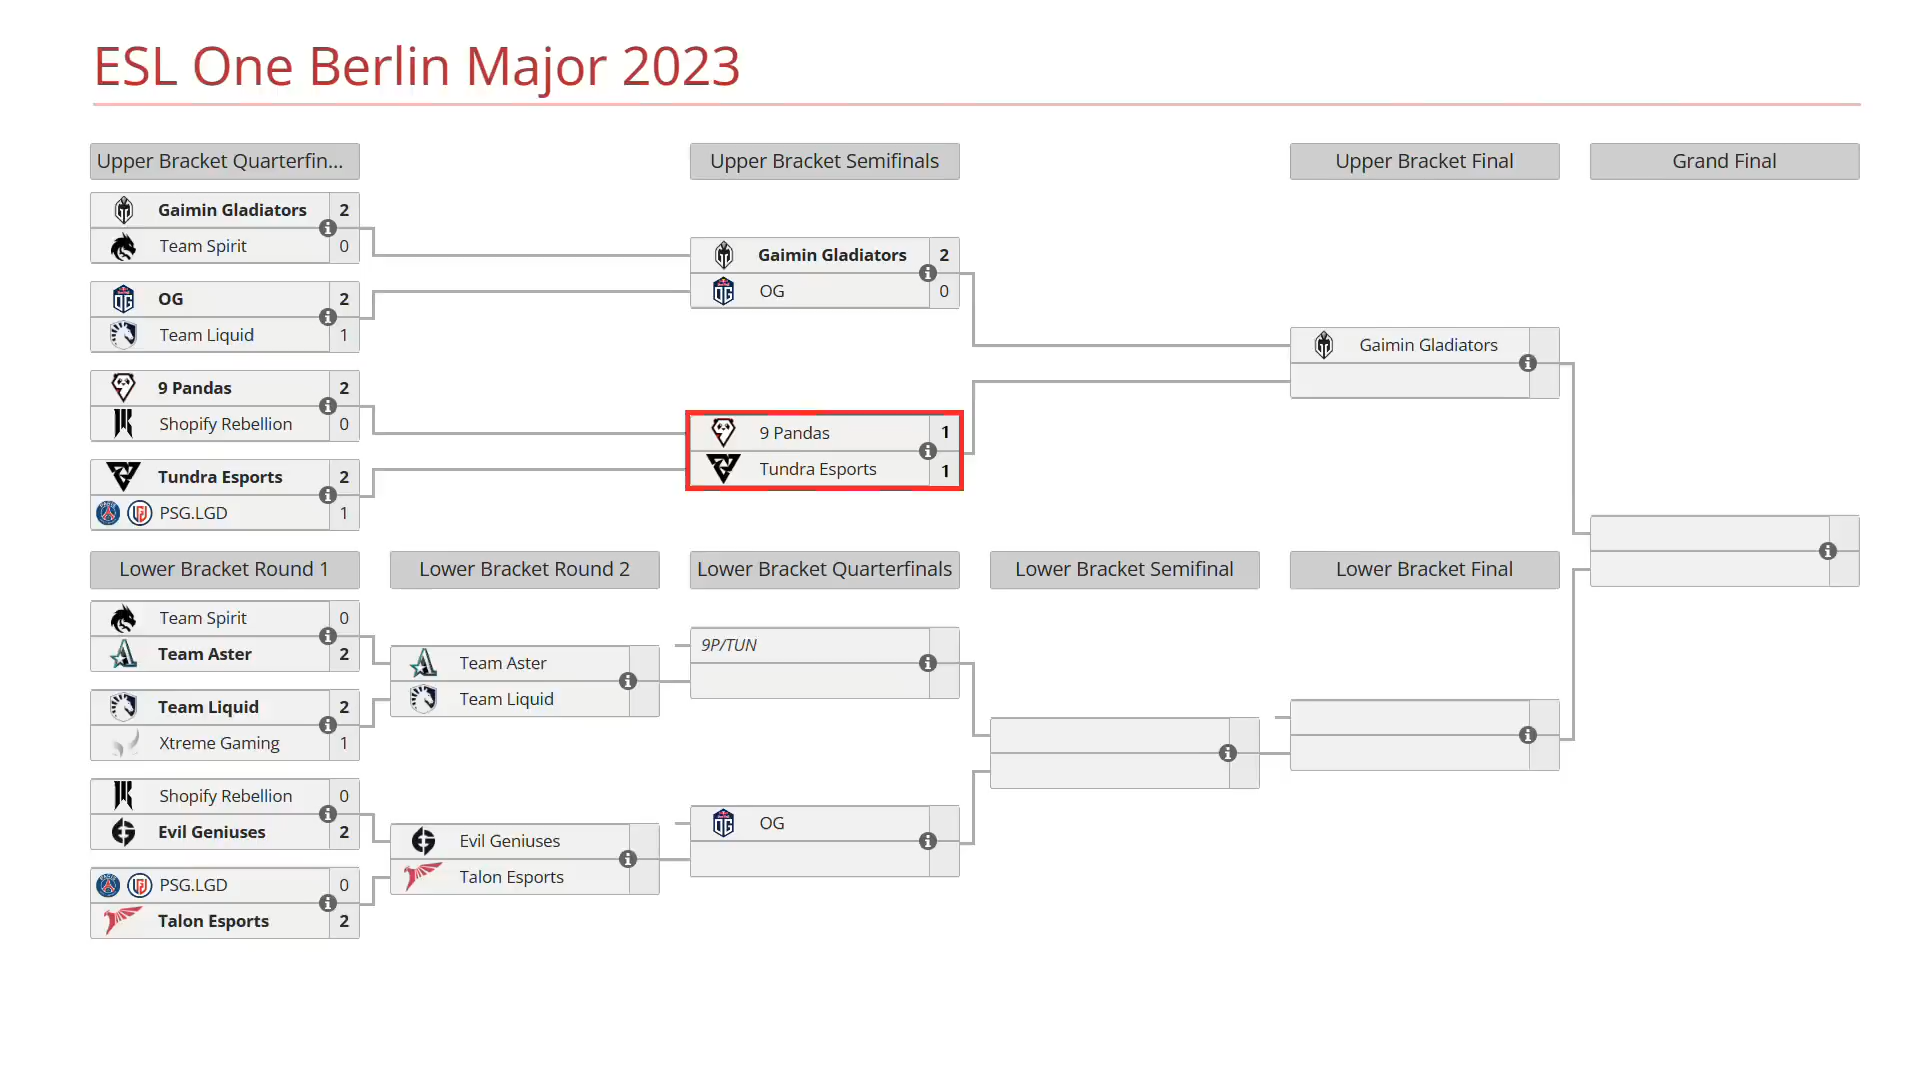 ESL One Berlin Major 2023
Upper Bracket Quarterfin...
Upper Bracket Semifinals
Upper Bracket Final
Grand Final
Gaimin Gladiators 2
Team Spirit 0
OG 2
Team Liquid 1
9 Pandas 2
Shopify Rebellion 0
Tundra Esports 2
PSG.LGD 1
Gaimin Gladiators 2
OG 0
9 Pandas 1
Tundra Esports 1
Gaimin Gladiators
Lower Bracket Round 1
Lower Bracket Round 2
Lower Bracket Quarterfinals
Lower Bracket Semifinal
Lower Bracket Final
Team Spirit 0
Team Aster 2
Team Liquid 2
Xtreme Gaming 1
Shopify Rebellion 0
Evil Geniuses 2
PSG.LGD 0
Talon Esports 2
Team Aster
Team Liquid
Evil Geniuses
Talon Esports
9P/TUN
OG